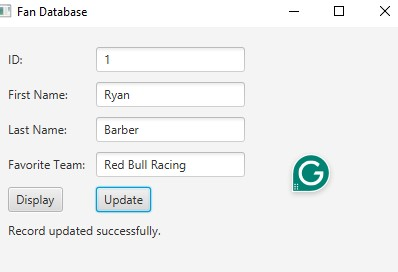 Fan Database
ID: 1
First Name: Ryan
Last Name: Barber
Favorite Team: Red Bull Racing
Display Update
Record updated successfully.
G